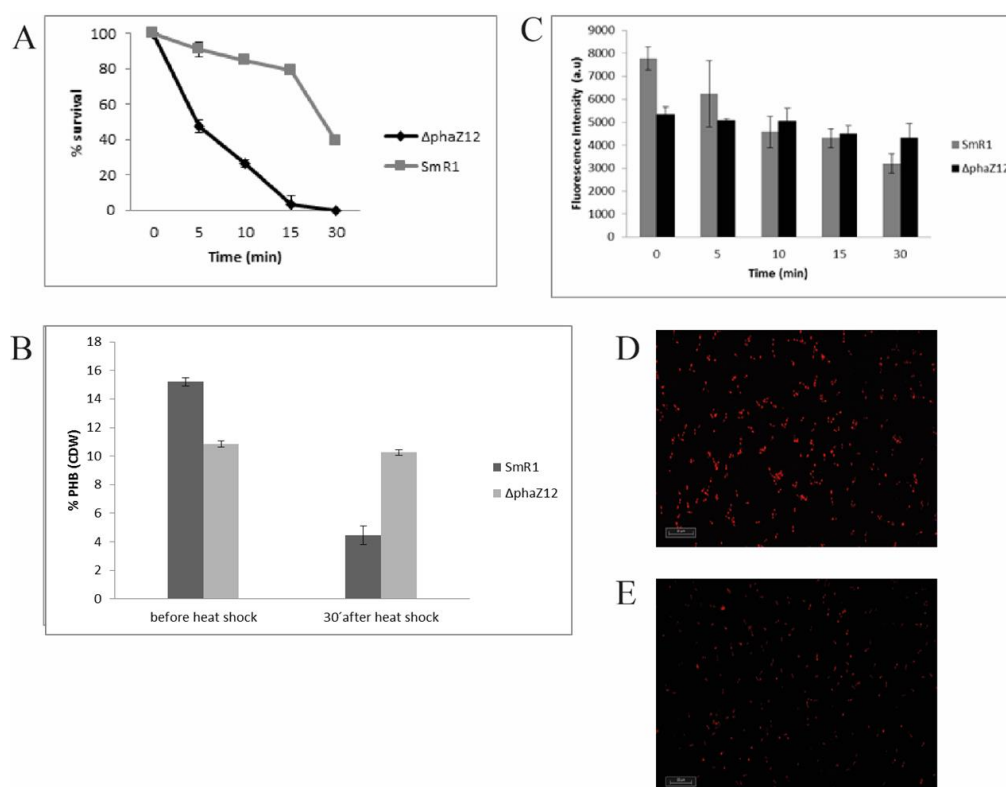 A
100
80
60
40
20
0
% survival
0 5 10 15 30
Time (min)
ΔphaZ12
SmR1
C
9000
8000
7000
6000
5000
4000
3000
2000
1000
0
Fluorescence Intensity (a.u)
0 5 10 15 30
Time (min)
SmR1
ΔphaZ12
B
18
16
14
12
10
8
6
4
2
0
% PHB (CDW)
before heat shock 30´after heat shock
SmR1
ΔphaZ12
D
E